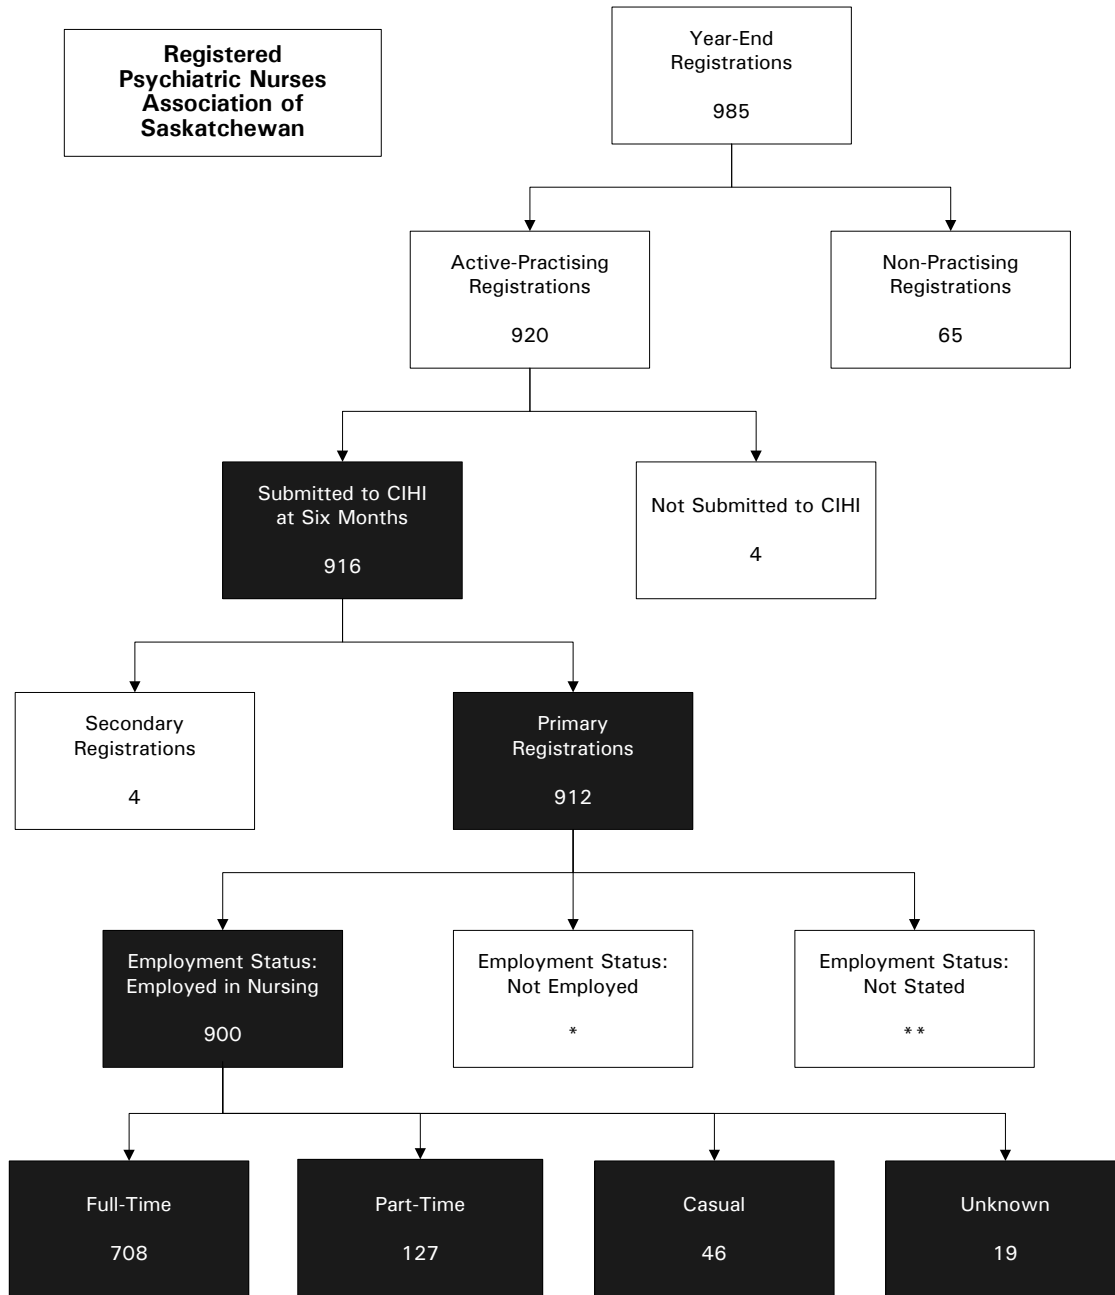 Registered
Psychiatric Nurses
Association of
Saskatchewan
Year-End
Registrations
985
Active-Practising
Registrations
920
Non-Practising
Registrations
65
Submitted to CIHI
at Six Months
916
Not Submitted to CIHI
4
Secondary
Registrations
4
Primary
Registrations
912
Employment Status:
Employed in Nursing
900
Employment Status:
Not Employed
*
Employment Status:
Not Stated
**
Full-Time
708
Part-Time
127
Casual
46
Unknown
19